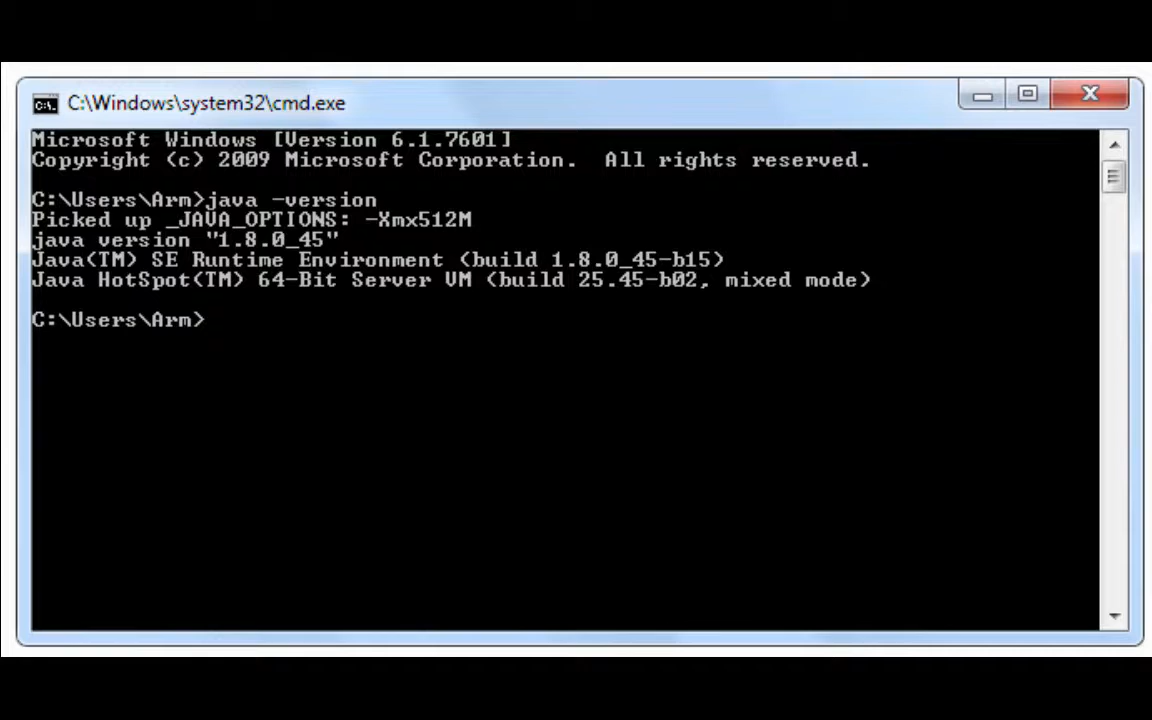 C:\Windows\system32\cmd.exe
Microsoft Windows [Version 6.1.7601]
Copyright (c) 2009 Microsoft Corporation.  All rights reserved.
C:\Users\Arm>java -version
Picked up _JAVA_OPTIONS: -Xmx512M
java version "1.8.0_45"
Java(TM) SE Runtime Environment (build 1.8.0_45-b15)
Java HotSpot(TM) 64-Bit Server VM (build 25.45-b02, mixed mode)
C:\Users\Arm>